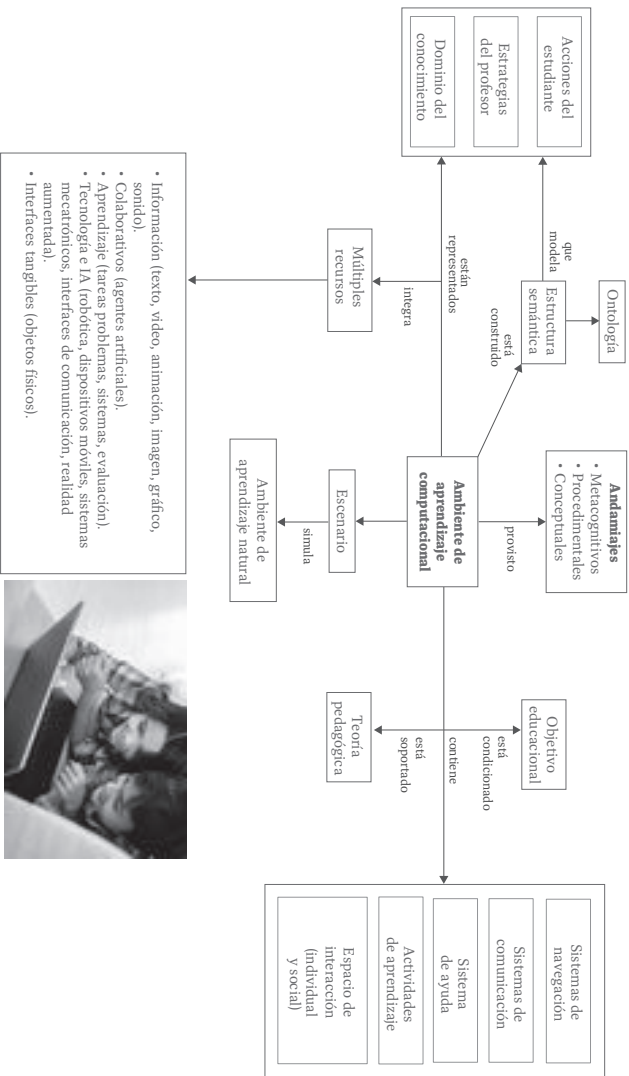 Acciones del
estudiante
Estrategias
del profesor
Dominio del
conocimiento
Ontología
Estructura
semántica
que
modela
está
construido
están
representados
integra
Múltiples
recursos
• Información (texto, video, animación, imagen, gráfico,
sonido).
• Colaborativos (agentes artificiales).
• Aprendizaje (tareas problemas, sistemas, evaluación).
• Tecnología e IA (robótica, dispositivos móviles, sistemas
mecatrónicos, interfaces de comunicación, realidad
aumentada).
• Interfaces tangibles (objetos físicos).
Andamiajes
• Metacognitivos
• Procedimentales
• Conceptuales
provisto
Ambiente de
aprendizaje
computacional
Escenario
simula
Ambiente de
aprendizaje natural
Objetivo
educacional
está
condicionado
contiene
está
soportado
Teoría
pedagógica
Sistemas de
navegación
Sistemas de
comunicación
Sistema
de ayuda
Actividades
de aprendizaje
Espacio de
interacción
(individual
y social)